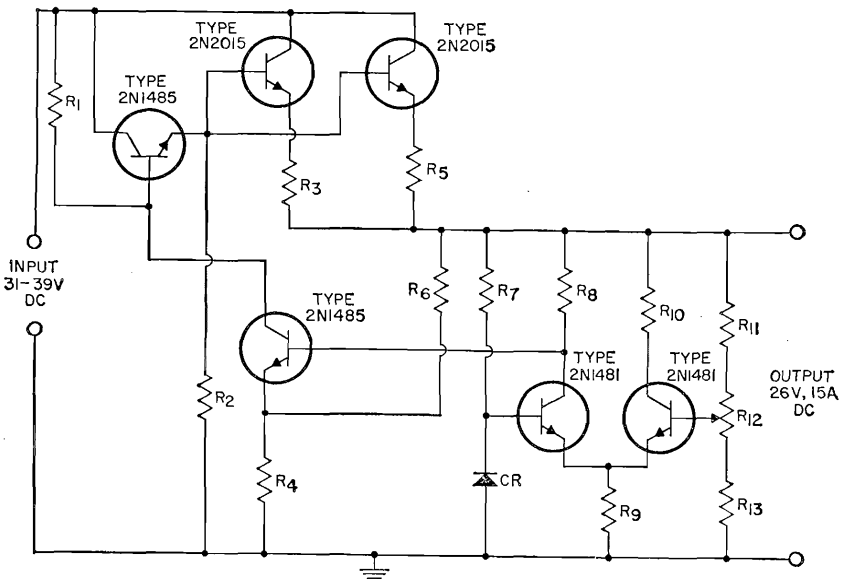 TYPE
2N2015
TYPE
2N2015
TYPE
2N1485
R1
R3
R5
INPUT
31-39V
DC
R6
R7
R8
R10
R11
TYPE
2N1485
TYPE
2N1481
TYPE
2N1481
OUTPUT
26V, 15A
DC
R2
R12
R4
CR
R9
R13